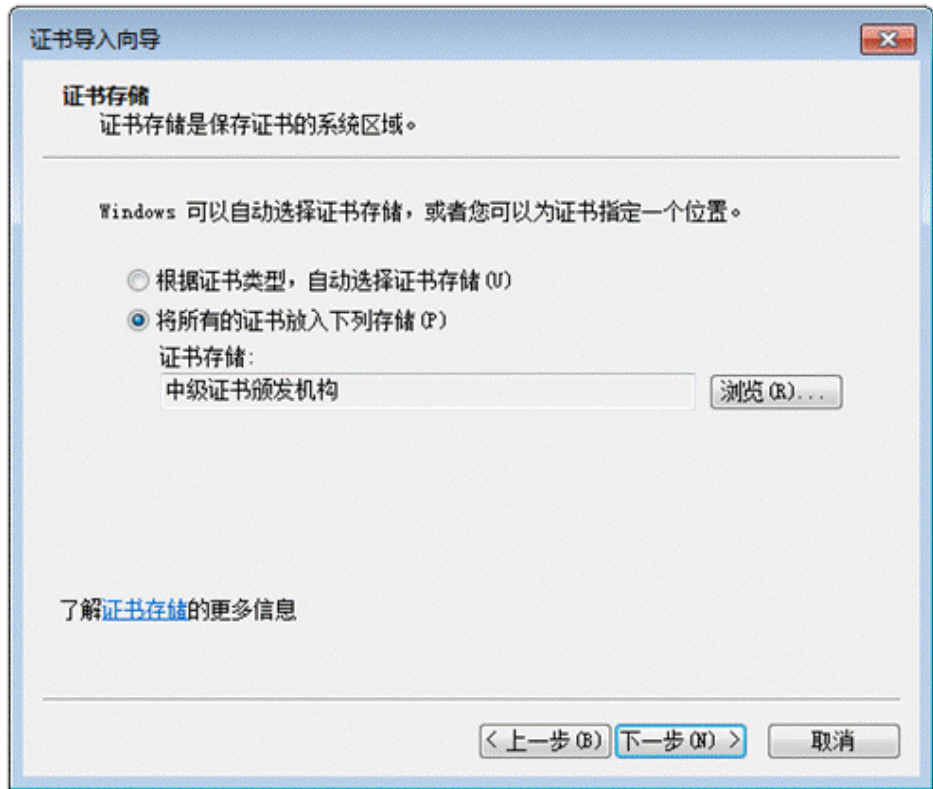 证书导入向导
证书存储
证书存储是保存证书的系统区域。
Windows 可以自动选择证书存储，或者您可以为证书指定一个位置。
根据证书类型，自动选择证书存储(U)
将所有的证书放入下列存储(P)
证书存储:
中级证书颁发机构 浏览(R)...
了解证书存储的更多信息
< 上一步(B) 下一步(N) > 取消